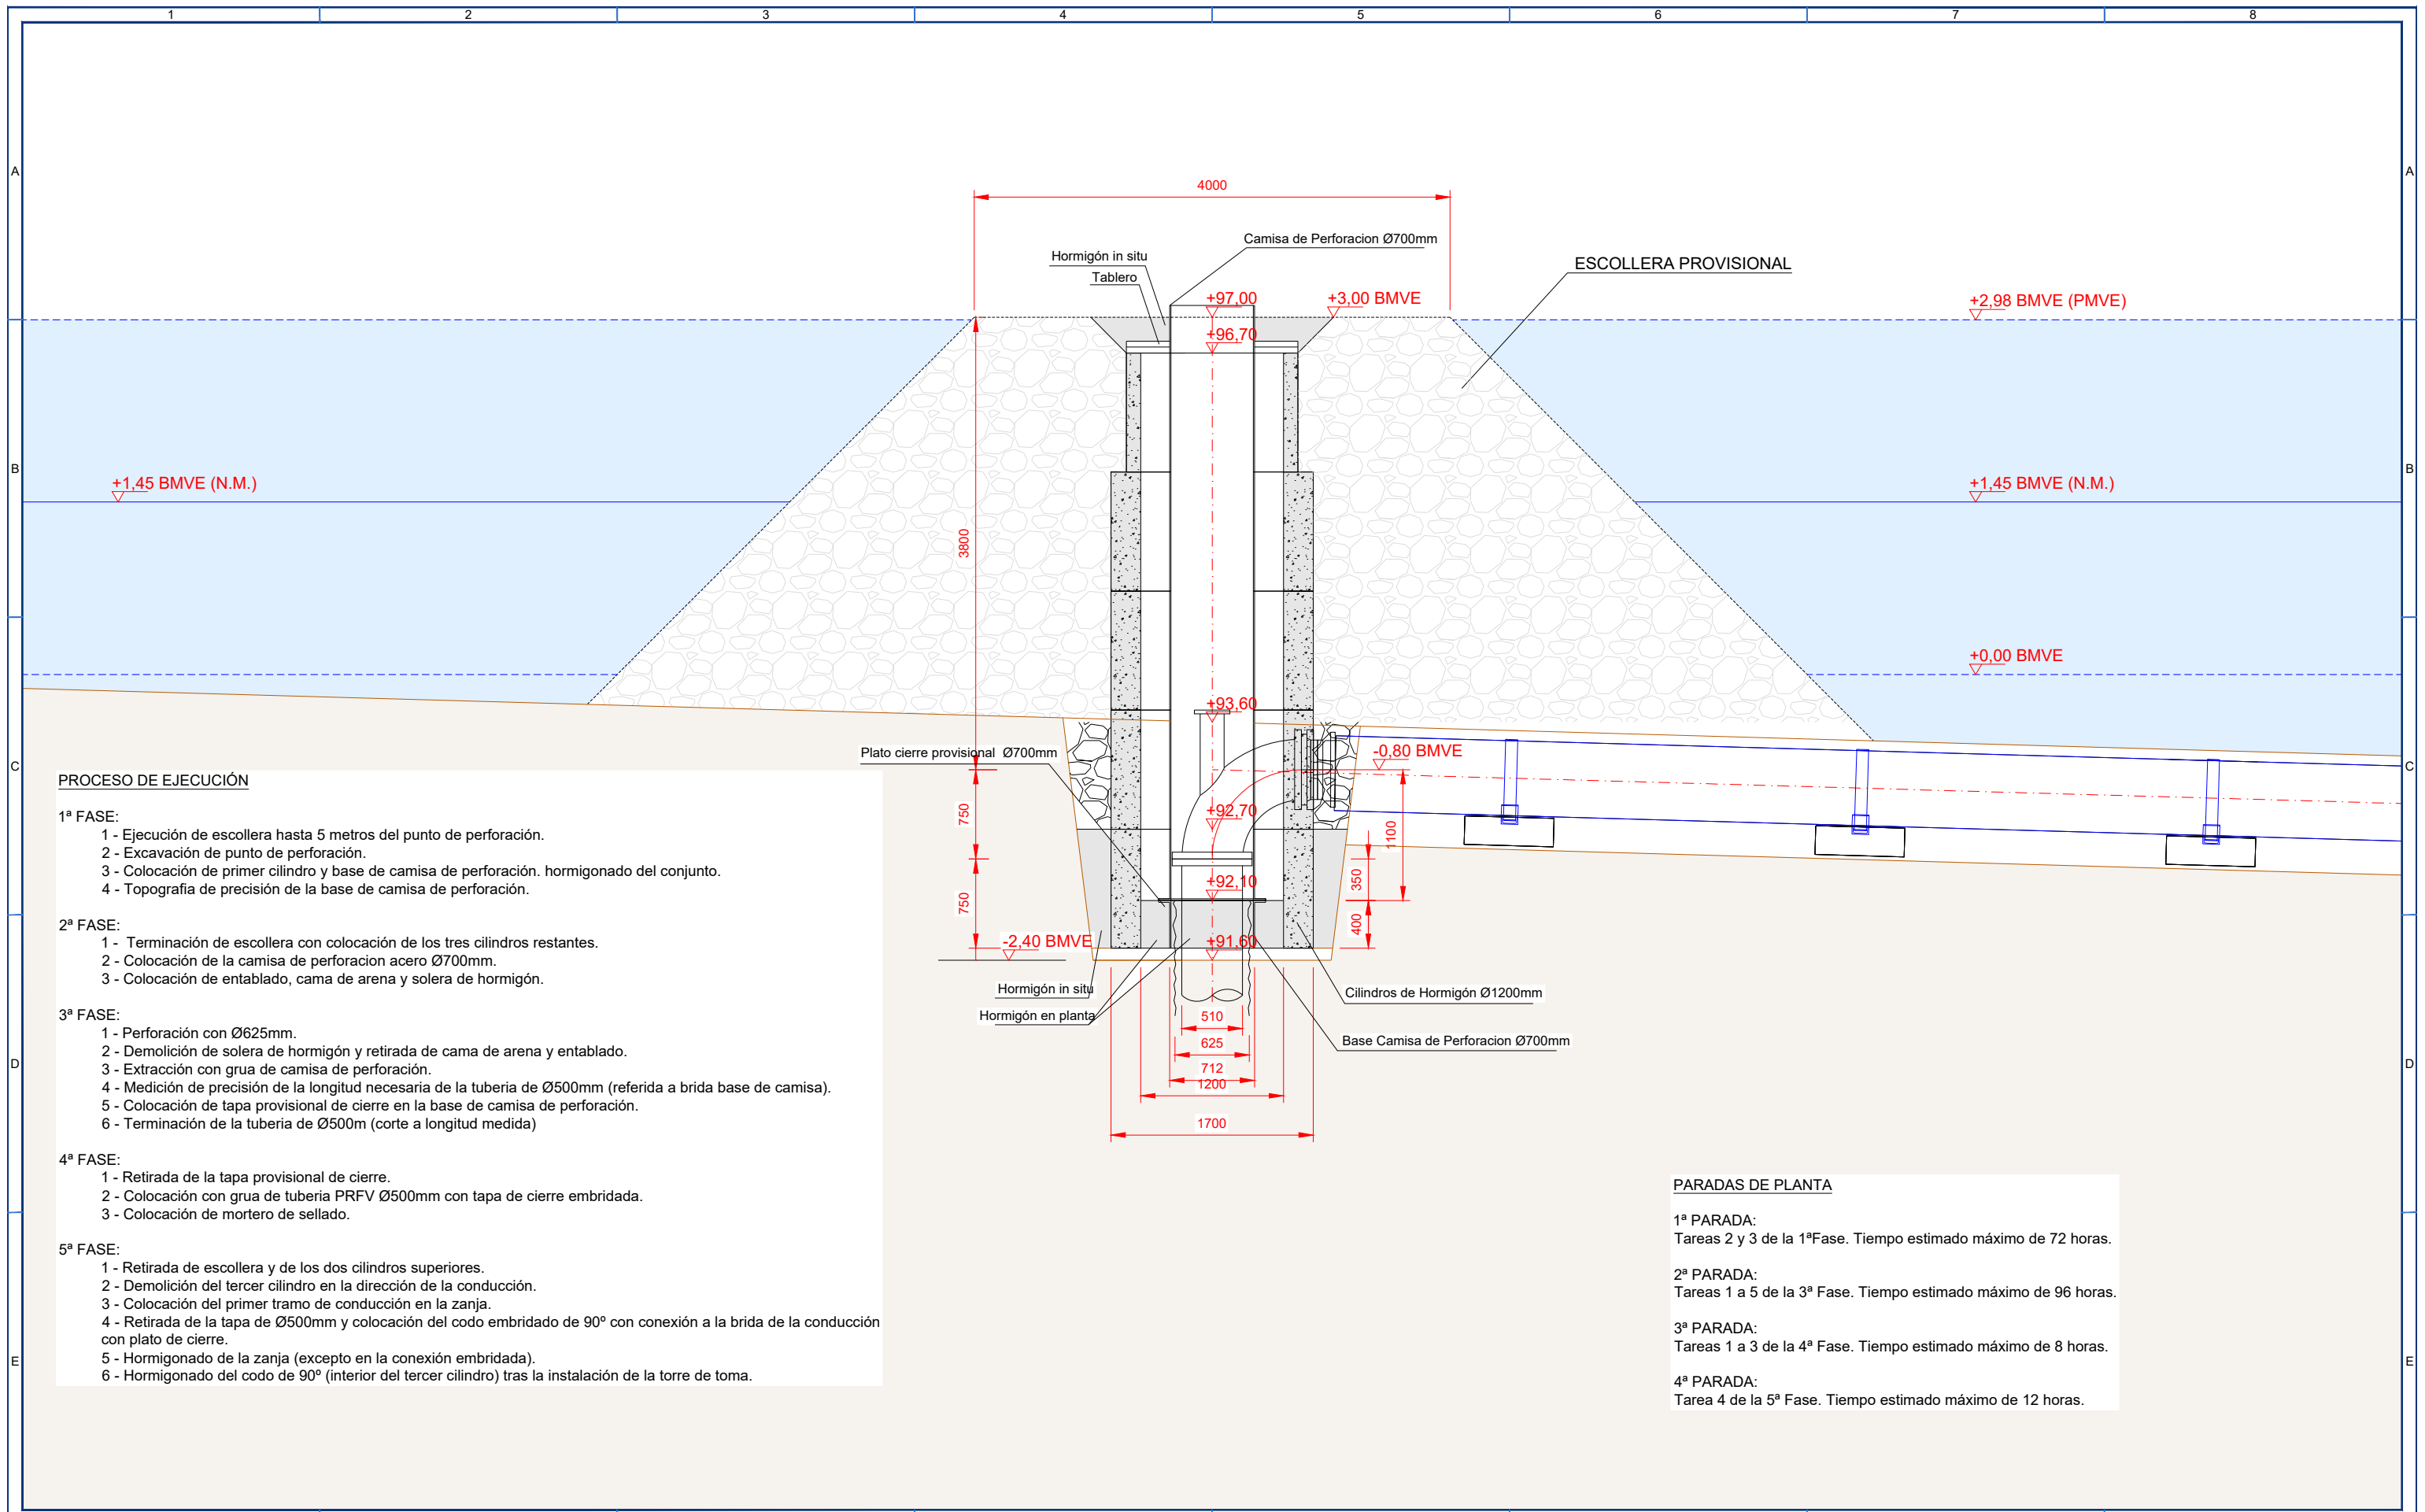 1 2 3 4 5 6 7 8
A A
B B
C C
D D
E E
4000
Camisa de Perforacion Ø700mm
Hormigón in situ
Tablero
ESCOLLERA PROVISIONAL
+97,00
+3,00 BMVE
+2,98 BMVE (PMVE)
+96,70
+1,45 BMVE (N.M.)
+1,45 BMVE (N.M.)
3800
+0,00 BMVE
+93,60
Plato cierre provisional Ø700mm
-0,80 BMVE
750
+92,70
1100
350
750
+92,10
400
-2,40 BMVE
+91,60
Hormigón in situ
Cilindros de Hormigón Ø1200mm
Hormigón en planta
510
Base Camisa de Perforacion Ø700mm
625
712
1200
1700
PROCESO DE EJECUCIÓN
1ª FASE:
1 - Ejecución de escollera hasta 5 metros del punto de perforación.
2 - Excavación de punto de perforación.
3 - Colocación de primer cilindro y base de camisa de perforación. hormigonado del conjunto.
4 - Topografia de precisión de la base de camisa de perforación.
2ª FASE:
1 - Terminación de escollera con colocación de los tres cilindros restantes.
2 - Colocación de la camisa de perforacion acero Ø700mm.
3 - Colocación de entablado, cama de arena y solera de hormigón.
3ª FASE:
1 - Perforación con Ø625mm.
2 - Demolición de solera de hormigón y retirada de cama de arena y entablado.
3 - Extracción con grua de camisa de perforación.
4 - Medición de precisión de la longitud necesaria de la tuberia de Ø500mm (referida a brida base de camisa).
5 - Colocación de tapa provisional de cierre en la base de camisa de perforación.
6 - Terminación de la tuberia de Ø500m (corte a longitud medida)
4ª FASE:
1 - Retirada de la tapa provisional de cierre.
2 - Colocación con grua de tuberia PRFV Ø500mm con tapa de cierre embridada.
3 - Colocación de mortero de sellado.
5ª FASE:
1 - Retirada de escollera y de los dos cilindros superiores.
2 - Demolición del tercer cilindro en la dirección de la conducción.
3 - Colocación del primer tramo de conducción en la zanja.
4 - Retirada de la tapa de Ø500mm y colocación del codo embridado de 90º con conexión a la brida de la conducción
con plato de cierre.
5 - Hormigonado de la zanja (excepto en la conexión embridada).
6 - Hormigonado del codo de 90º (interior del tercer cilindro) tras la instalación de la torre de toma.
PARADAS DE PLANTA
1ª PARADA:
Tareas 2 y 3 de la 1ªFase. Tiempo estimado máximo de 72 horas.
2ª PARADA:
Tareas 1 a 5 de la 3ª Fase. Tiempo estimado máximo de 96 horas.
3ª PARADA:
Tareas 1 a 3 de la 4ª Fase. Tiempo estimado máximo de 8 horas.
4ª PARADA:
Tarea 4 de la 5ª Fase. Tiempo estimado máximo de 12 horas.